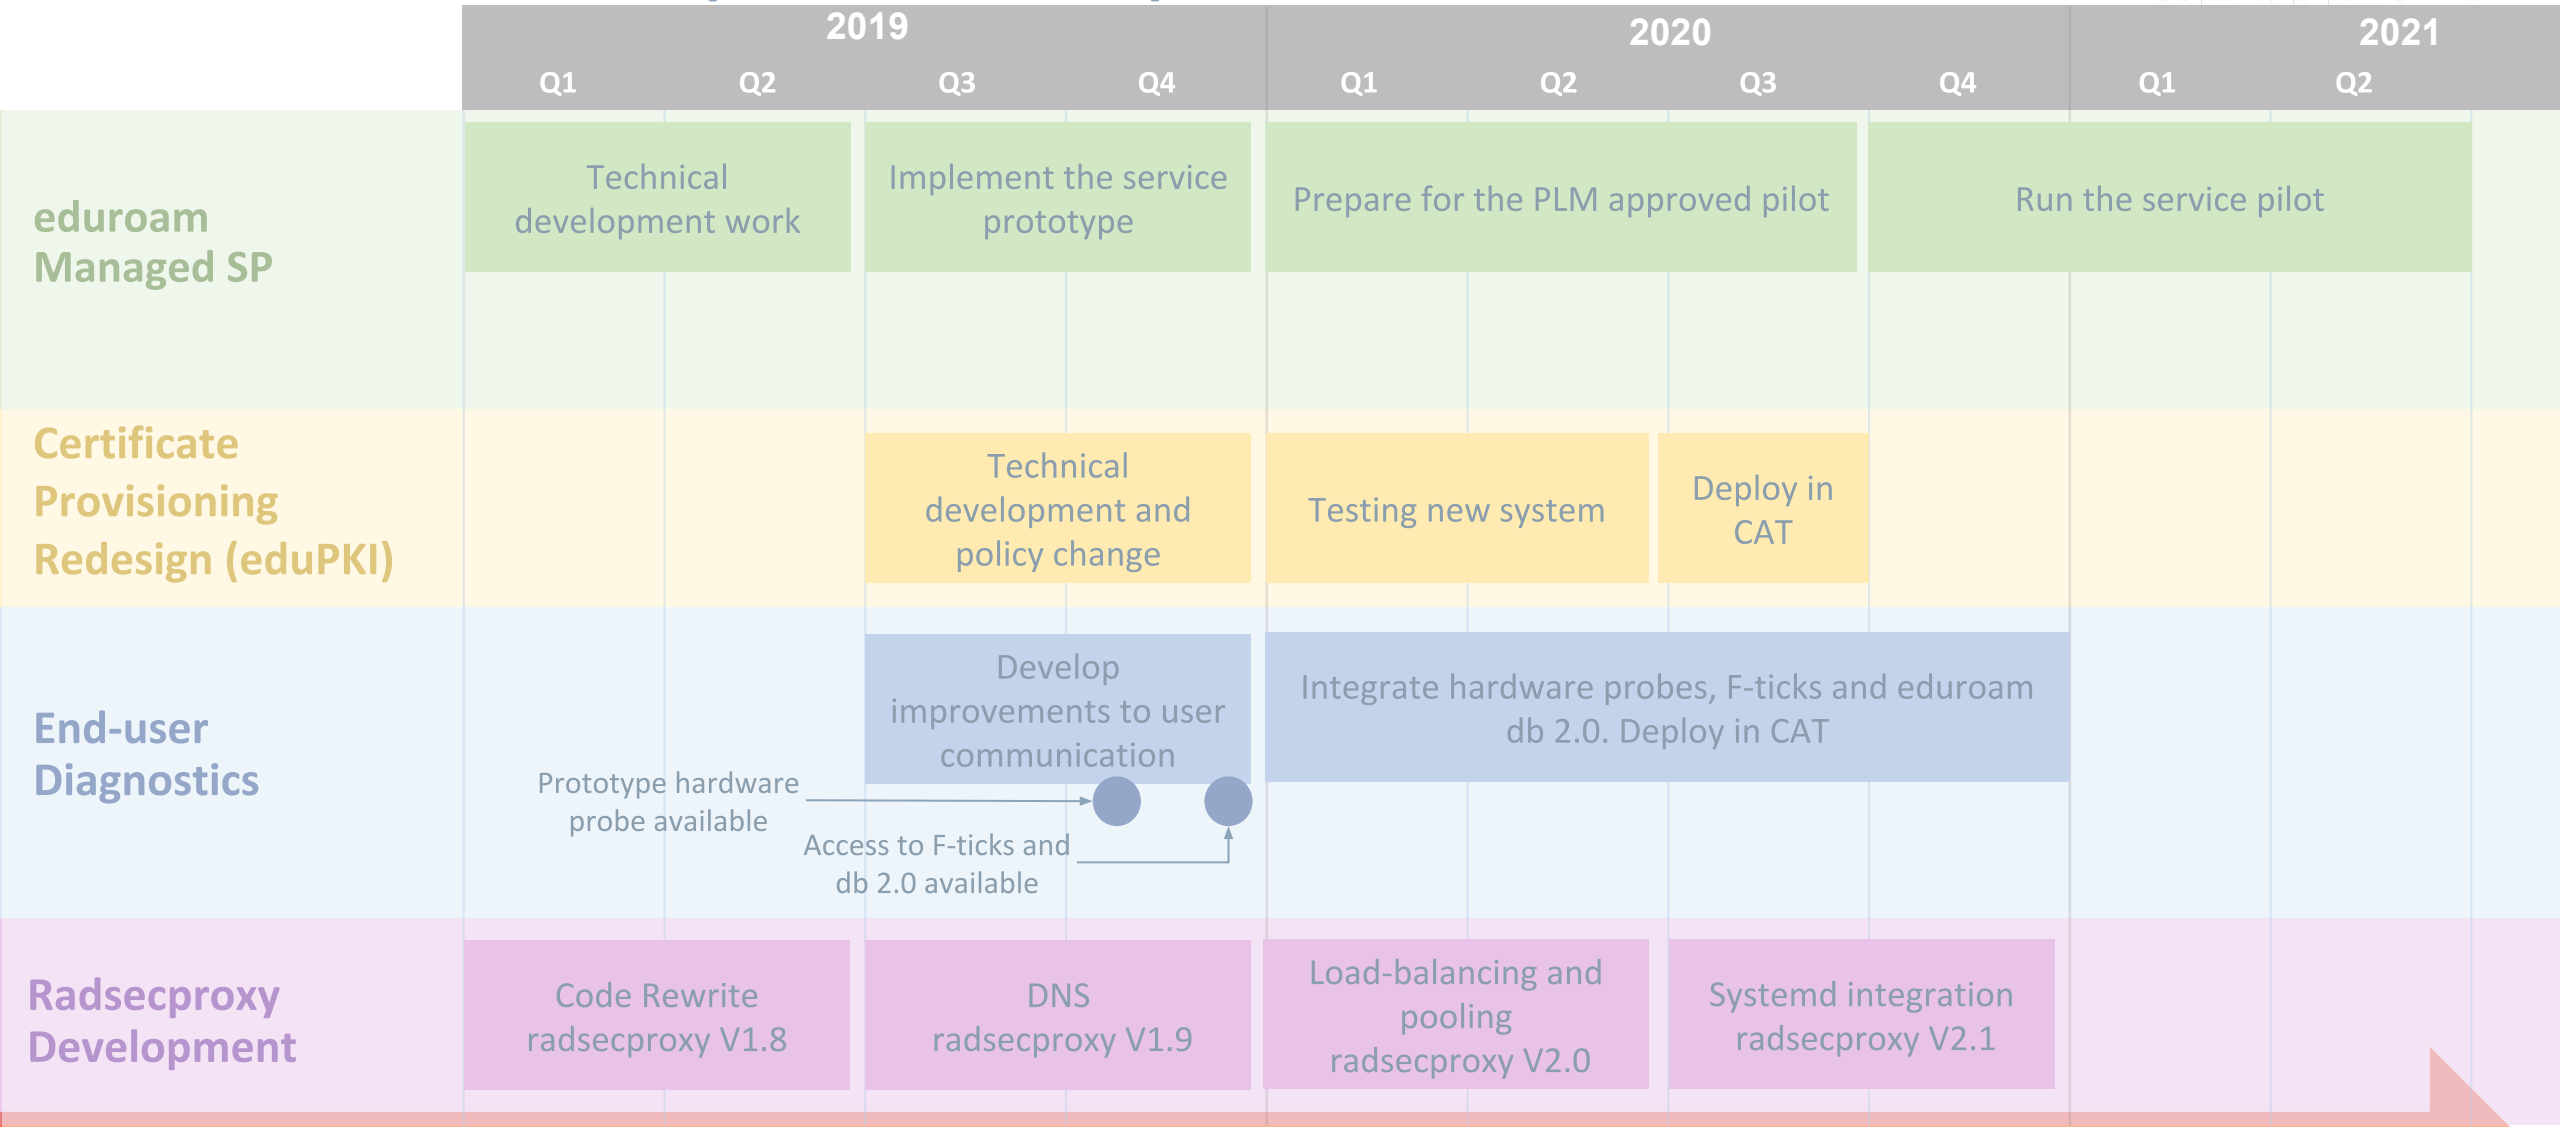 2019
2020
2021
Q1
Q2
Q3
Q4
Q1
Q2
Q3
Q4
Q1
Q2
eduroam
Managed SP
Technical
development work
Implement the service
prototype
Prepare for the PLM approved pilot
Run the service pilot
Certificate
Provisioning
Redesign (eduPKI)
Technical
development and
policy change
Testing new system
Deploy in
CAT
End-user
Diagnostics
Develop
improvements to user
communication
Integrate hardware probes, F-ticks and eduroam
db 2.0. Deploy in CAT
Prototype hardware
probe available
Access to F-ticks and
db 2.0 available
Radsecproxy
Development
Code Rewrite
radsecproxy V1.8
DNS
radsecproxy V1.9
Load-balancing and
pooling
radsecproxy V2.0
Systemd integration
radsecproxy V2.1